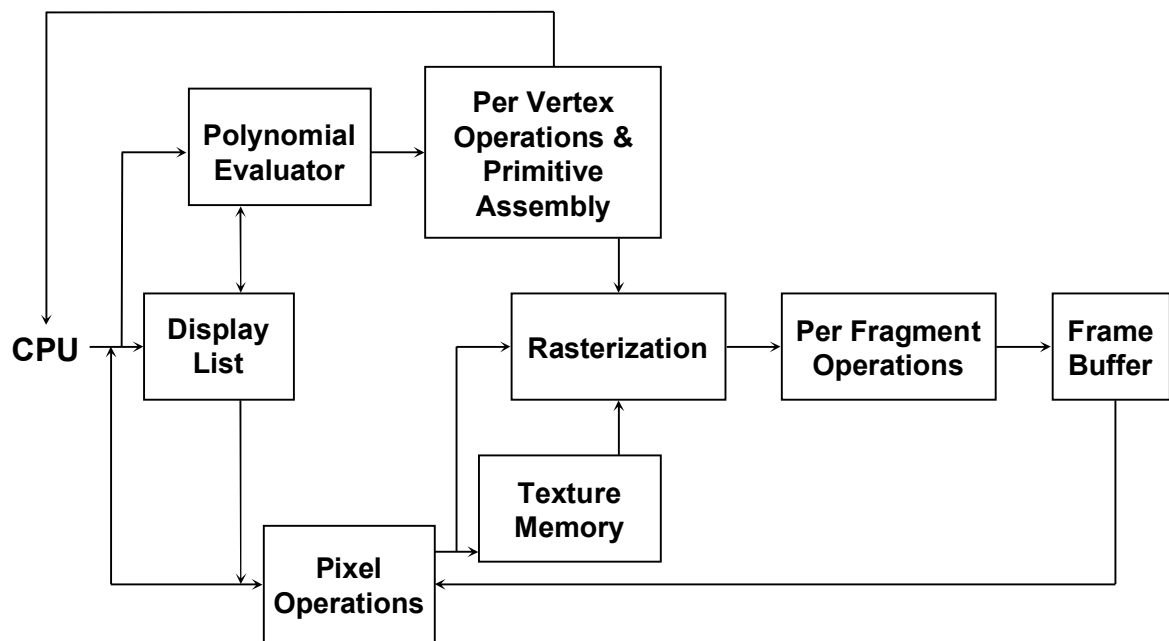 Per Vertex
Operations &
Primitive
Assembly
Polynomial
Evaluator
CPU
Display
List
Rasterization
Per Fragment
Operations
Frame
Buffer
Texture
Memory
Pixel
Operations